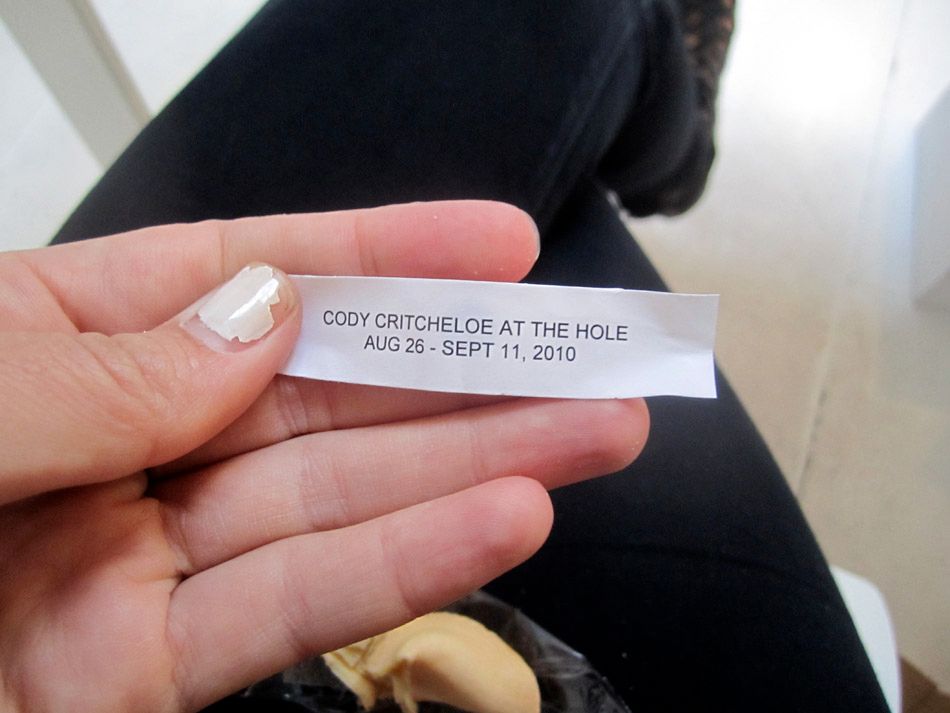 CODY CRITCHELOE AT THE HOLE
AUG 26 - SEPT 11, 2010